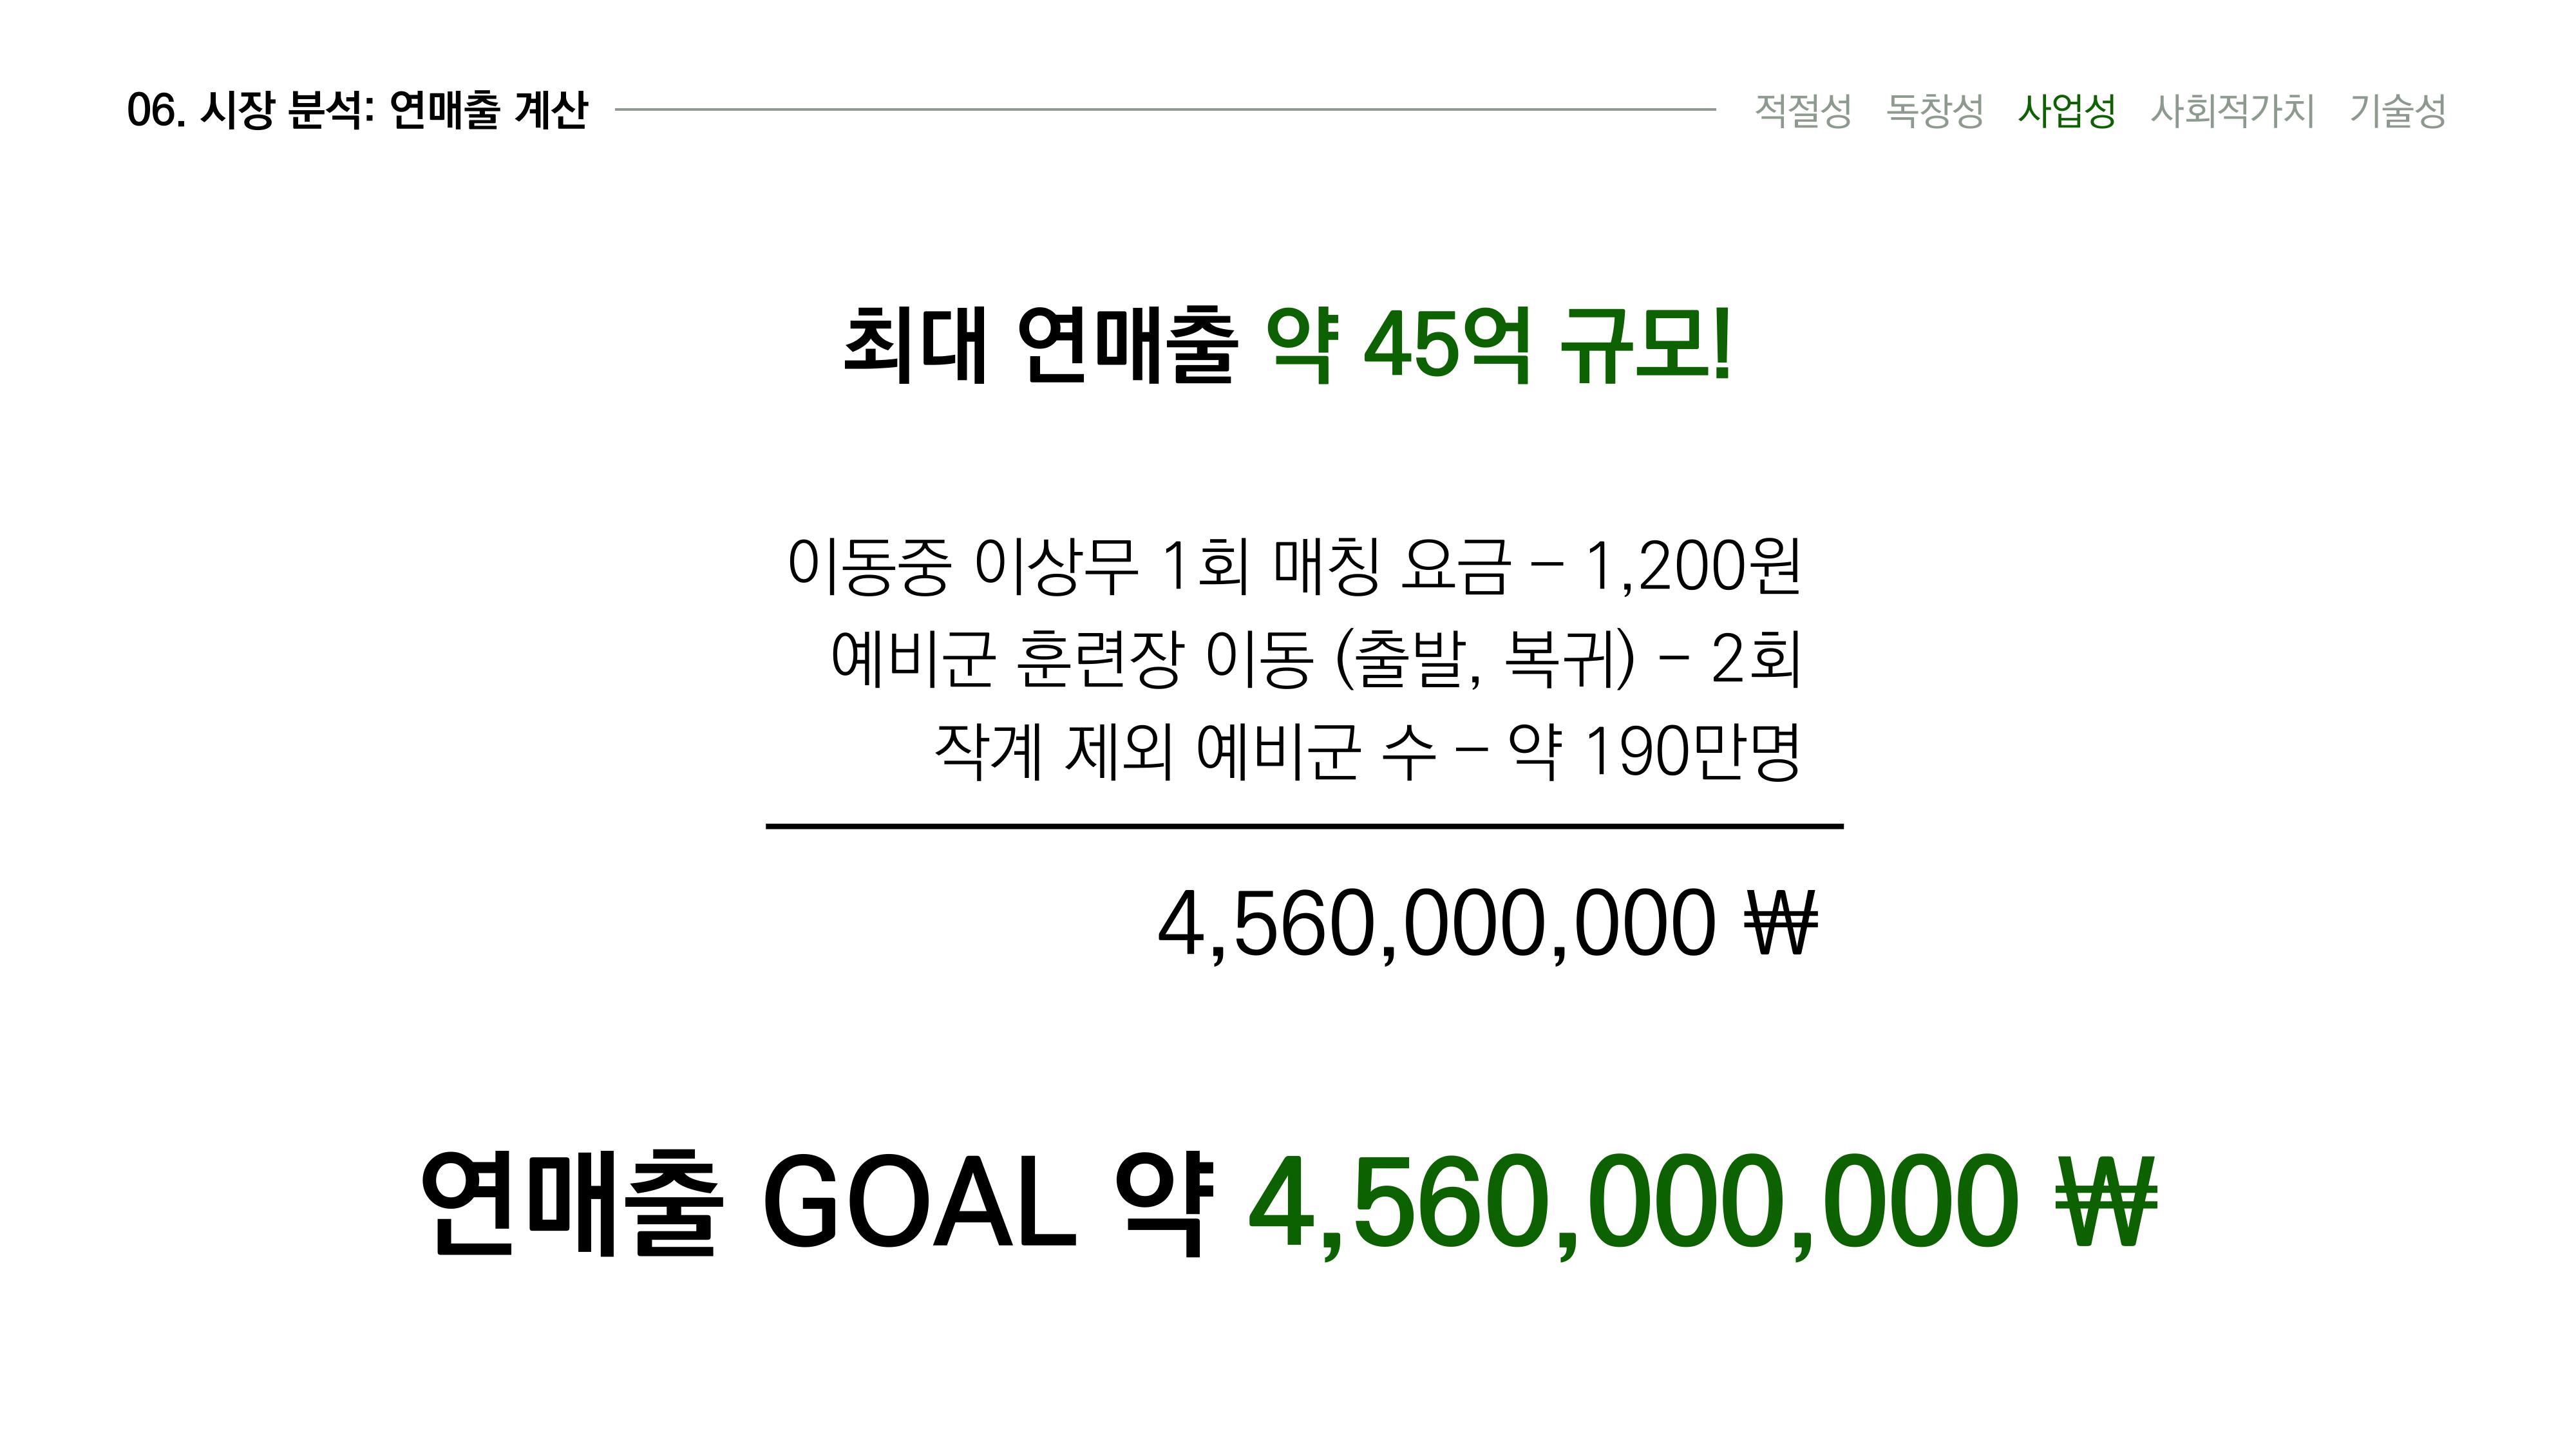 06. 시장 분석: 연매출 계산
적절성 독창성 사업성 사회적가치 기술성
최대 연매출 약 45억 규모!
이동중 이상무 1회 매칭 요금 – 1,200원
예비군 훈련장 이동 (출발, 복귀) – 2회
작계 제외 예비군 수 – 약 190만명
4,560,000,000 ₩
연매출 GOAL 약 4,560,000,000 ₩